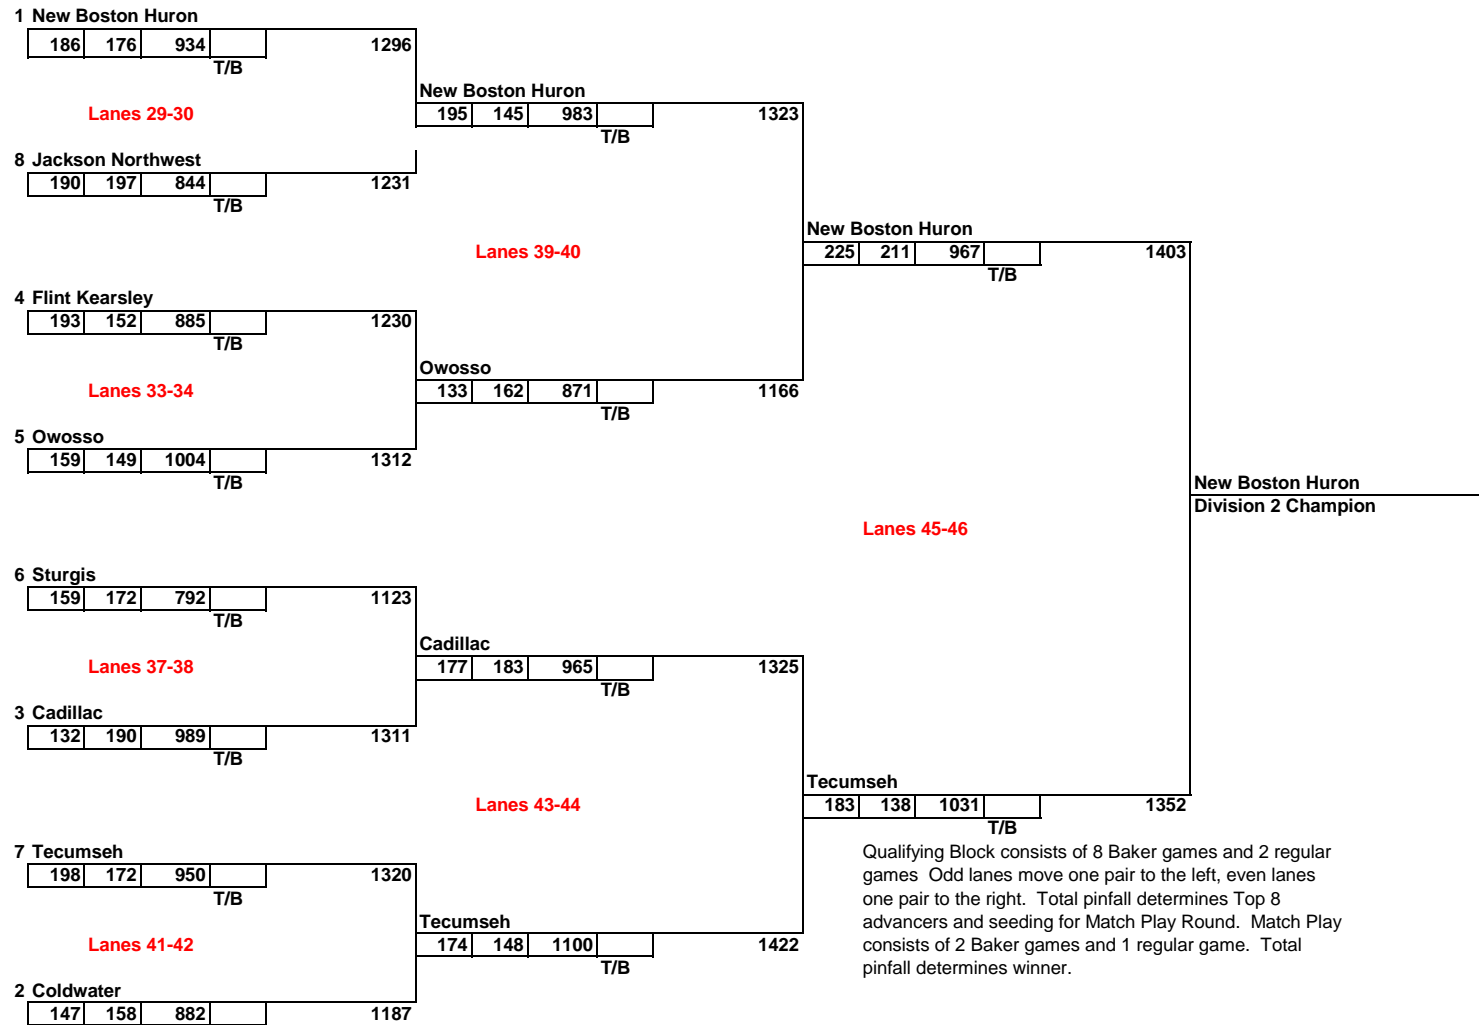 1 New Boston Huron
186 176 934 1296
T/B
New Boston Huron
Lanes 29-30
195 145 983 1323
T/B
8 Jackson Northwest
190 197 844 1231
T/B
New Boston Huron
Lanes 39-40
225 211 967 1403
T/B
4 Flint Kearsley
193 152 885 1230
T/B
Owosso
Lanes 33-34
133 162 871 1166
T/B
5 Owosso
159 149 1004 1312
T/B
New Boston Huron
Division 2 Champion
Lanes 45-46
6 Sturgis
159 172 792 1123
T/B
Cadillac
Lanes 37-38
177 183 965 1325
T/B
3 Cadillac
132 190 989 1311
T/B
Tecumseh
Lanes 43-44
183 138 1031 1352
T/B
7 Tecumseh
198 172 950 1320
T/B
Tecumseh
Lanes 41-42
174 148 1100 1422
T/B
2 Coldwater
147 158 882 1187
Qualifying Block consists of 8 Baker games and 2 regular
games Odd lanes move one pair to the left, even lanes
one pair to the right. Total pinfall determines Top 8
advancers and seeding for Match Play Round. Match Play
consists of 2 Baker games and 1 regular game. Total
pinfall determines winner.